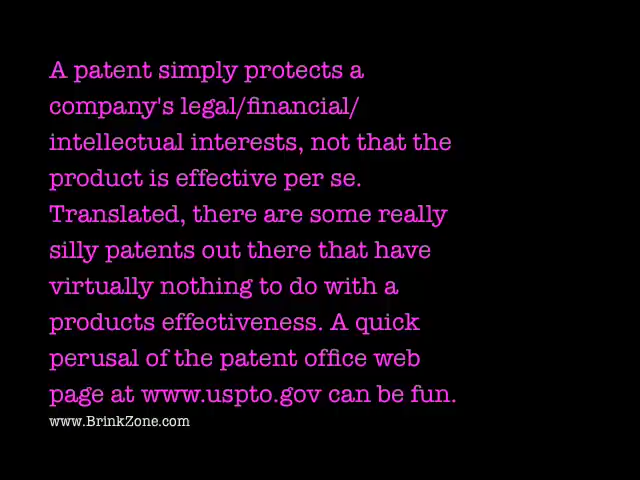 A patent simply protects a
company's legal/financial/
intellectual interests, not that the
product is effective per se.
Translated, there are some really
silly patents out there that have
virtually nothing to do with a
products effectiveness. A quick
perusal of the patent office web
page at www.uspto.gov can be fun.
www.BrinkZone.com